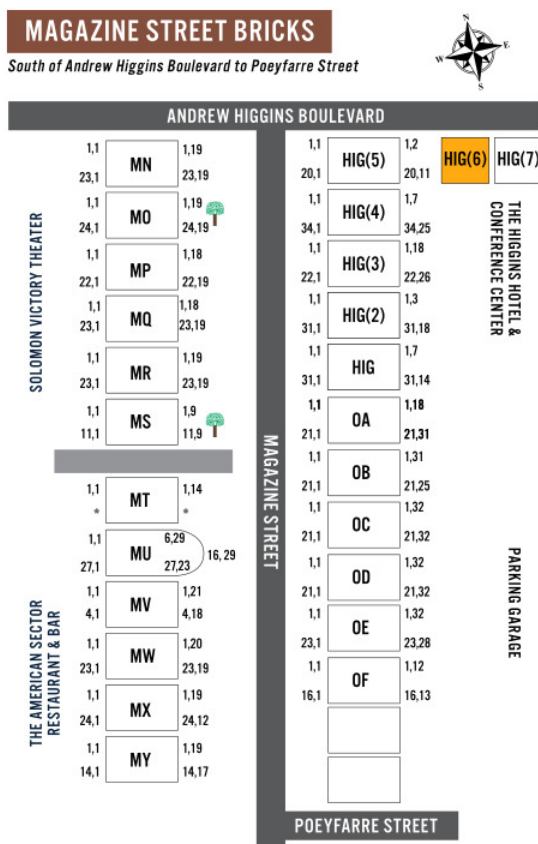 MAGAZINE STREET BRICKS
South of Andrew Higgins Boulevard to Poeyfarre Street
N
W E
S
ANDREW HIGGINS BOULEVARD
SOLOMON VICTORY THEATER
1,1 MN 1,19
23,1 23,19
1,1 MO 1,19
24,1 24,19
1,1 MP 1,18
22,1 22,19
1,1 MQ 1,18
23,1 23,19
1,1 MR 1,19
23,1 23,19
1,1 MS 1,9
11,1 11,9
THE AMERICAN SECTOR
RESTAURANT & BAR
1,1 MT 1,14
* *
1,1 MU 6,29
16,29
27,1 27,23
1,1 MV 1,21
4,1 4,18
1,1 MW 1,20
23,1 23,19
1,1 MX 1,19
24,1 24,12
1,1 MY 1,19
14,1 14,17
MAGAZINE STREET
1,1 HIG(5) 1,2
20,1 20,11
HIG(6) HIG(7)
1,1 HIG(4) 1,7
34,1 34,25
1,1 HIG(3) 1,18
22,1 22,26
1,1 HIG(2) 1,3
31,1 31,18
1,1 HIG 1,7
31,1 31,14
1,1 OA 1,18
21,1 21,31
1,1 OB 1,31
21,1 21,25
1,1 OC 1,32
21,1 21,32
1,1 OD 1,32
21,1 21,32
1,1 OE 1,32
23,1 23,28
1,1 OF 1,12
16,1 16,13
THE HIGGINS HOTEL &
CONFERENCE CENTER
PARKING GARAGE
POEYFARRE STREET